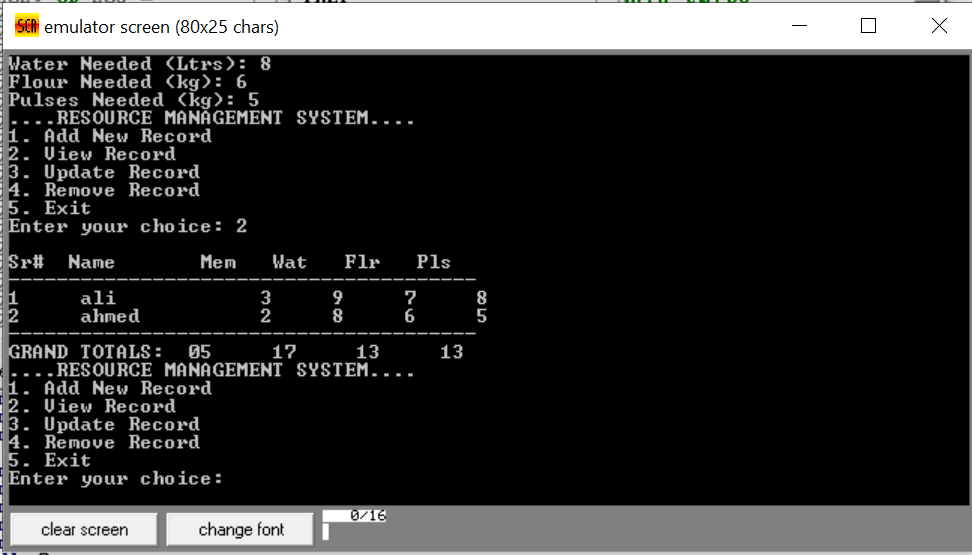 SCR emulator screen (80x25 chars)
Water Needed (Ltrs): 8
Flour Needed (kg): 6
Pulses Needed (kg): 5
....RESOURCE MANAGEMENT SYSTEM....
1. Add New Record
2. View Record
3. Update Record
4. Remove Record
5. Exit
Enter your choice: 2
Sr# Name Mem Wat Flr Pls
---------------------------------------
1 ali 3 9 7 8
2 ahmed 2 8 6 5
---------------------------------------
GRAND TOTALS: 05 17 13 13
....RESOURCE MANAGEMENT SYSTEM....
1. Add New Record
2. View Record
3. Update Record
4. Remove Record
5. Exit
Enter your choice:
clear screen change font 0/16